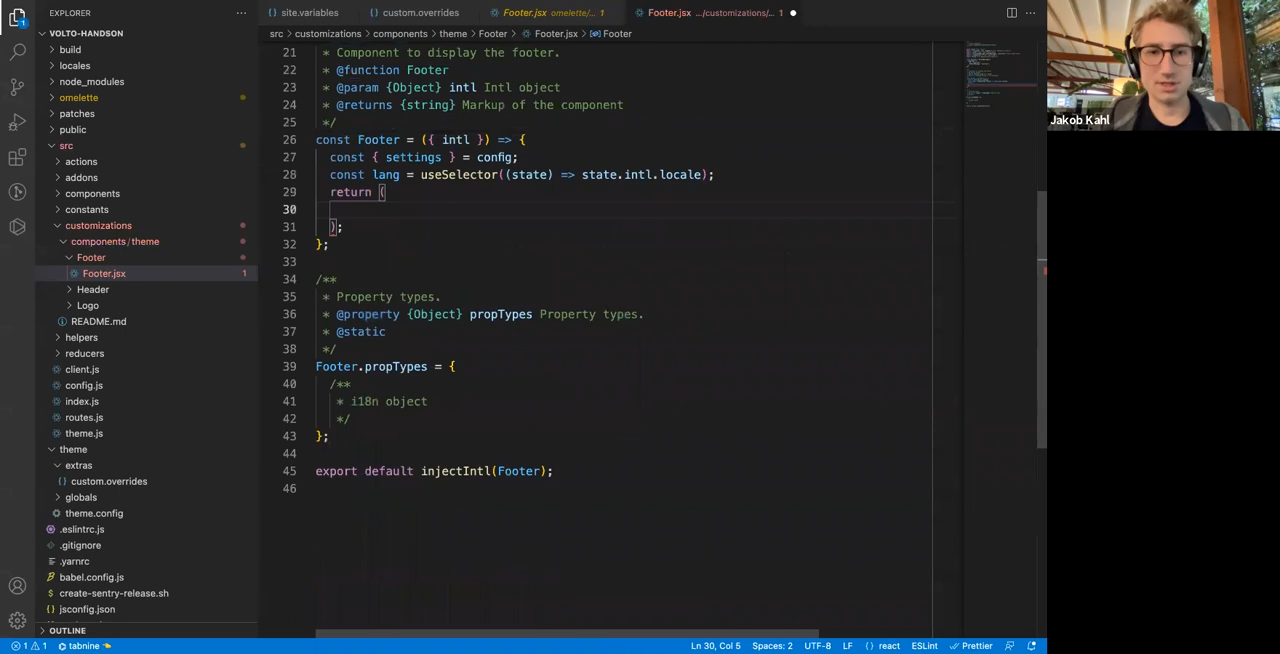 EXPLORER
VOLTO-HANDSON
build
locales
node_modules
omelette
patches
public
src
actions
addons
components
constants
customizations
components/theme
Footer
Footer.jsx 1
Header
Logo
README.md
helpers
reducers
client.js
config.js
index.js
routes.js
theme.js
theme
extras
custom.overrides
globals
theme.config
.eslintrc.js
.gitignore
.yarnrc
babel.config.js
create-sentry-release.sh
jsconfig.json
OUTLINE
site.variables custom.overrides Footer.jsx omelette/... 1 Footer.jsx .../customizations/... 1
src > customizations > components > theme > Footer > Footer.jsx > Footer
21 * Component to display the footer.
22 * @function Footer
23 * @param {Object} intl Intl object
24 * @returns {string} Markup of the component
25 */
26 const Footer = ({ intl }) => {
27 const { settings } = config;
28 const lang = useSelector((state) => state.intl.locale);
29 return (
30
31 );
32 };
33
34 /**
35 * Property types.
36 * @property {Object} propTypes Property types.
37 * @static
38 */
39 Footer.propTypes = {
40 /**
41 * i18n object
42 */
43 };
44
45 export default injectIntl(Footer);
46
1 1 tabnine Ln 30, Col 5 Spaces: 2 UTF-8 LF { } react ESLint Prettier
Jakob Kahl
1